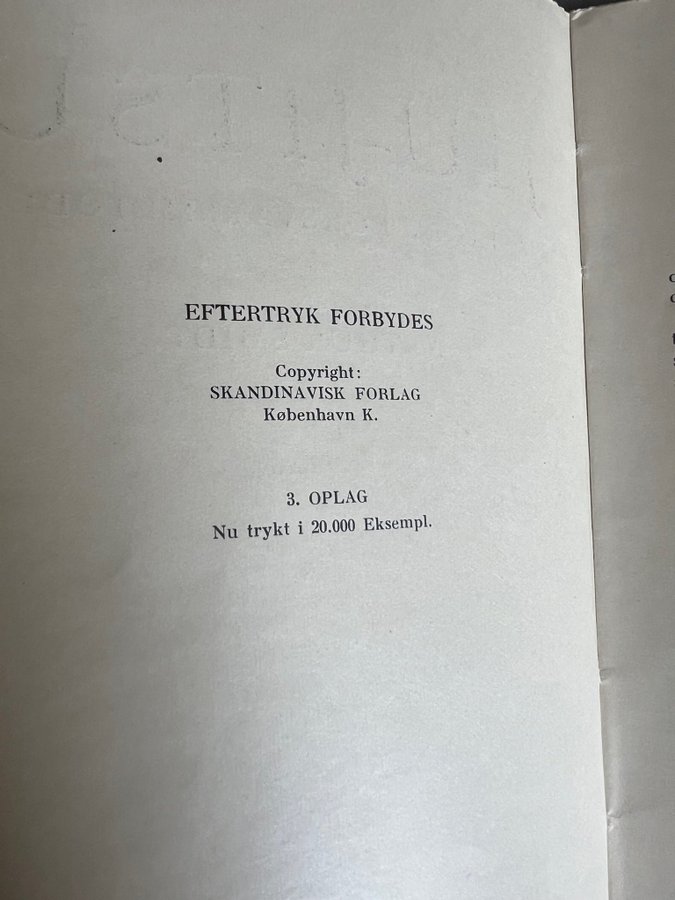 EFTERTRYK FORBYDES
Copyright:
SKANDINAVISK FORLAG
København K.
3. OPLAG
Nu trykt i 20.000 Eksempl.